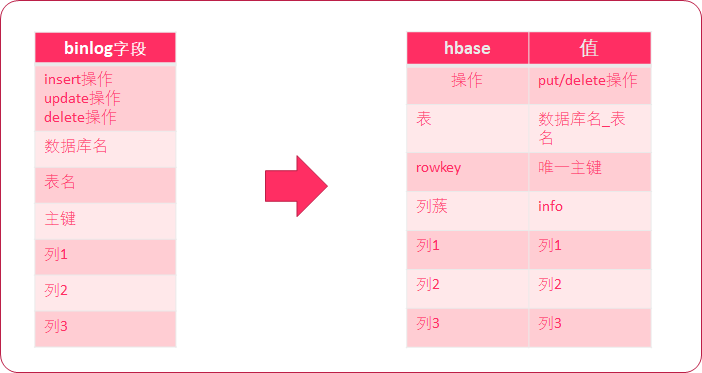 binlog字段
insert操作
update操作
delete操作
数据库名
表名
主键
列1
列2
列3
hbase 值
操作 put/delete操作
表 数据库名_表
名
rowkey 唯一主键
列蔟 info
列1 列1
列2 列2
列3 列3